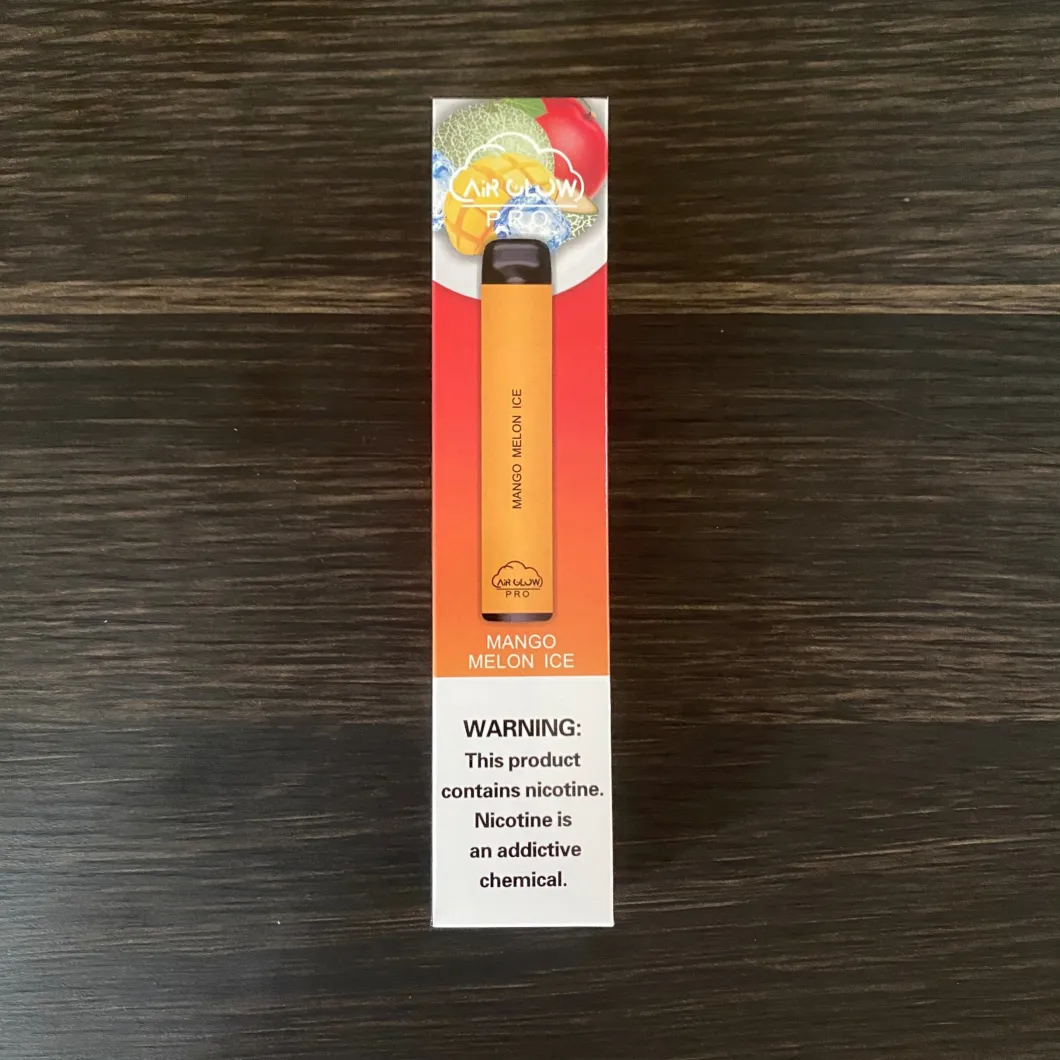 AiR GLOW
PRO
MANGO MELON ICE
AiR GLOW
PRO
MANGO
MELON ICE
WARNING:
This product
contains nicotine.
Nicotine is
an addictive
chemical.